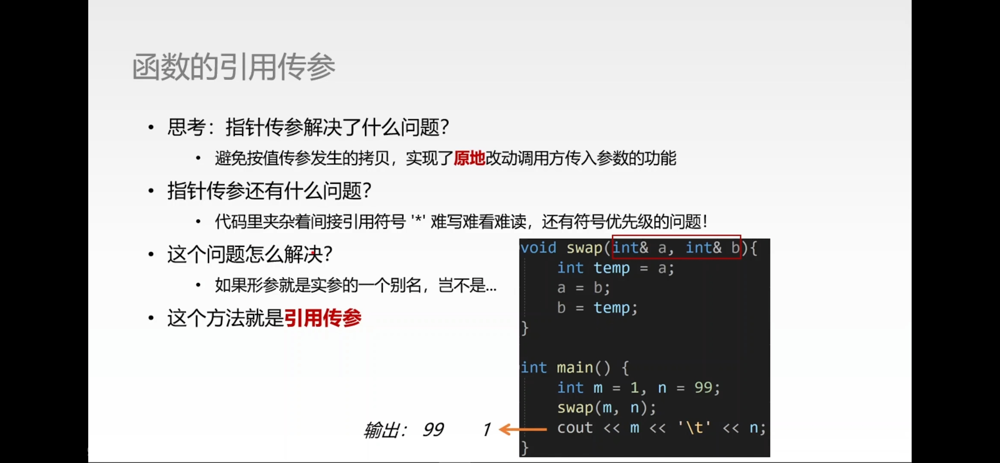 函数的引用传参
• 思考：指针传参解决了什么问题？
• 避免按值传参发生的拷贝，实现了原地改动调用方传入参数的功能
• 指针传参还有什么问题？
• 代码里夹杂着间接引用符号 '*' 难写难看难读，还有符号优先级的问题！
• 这个问题怎么解决？
• 如果形参就是实参的一个别名，岂不是...
• 这个方法就是引用传参
void swap(int& a, int& b){
int temp = a;
a = b;
b = temp;
}
int main() {
int m = 1, n = 99;
swap(m, n);
cout << m << '\t' << n;
}
输出： 99 1